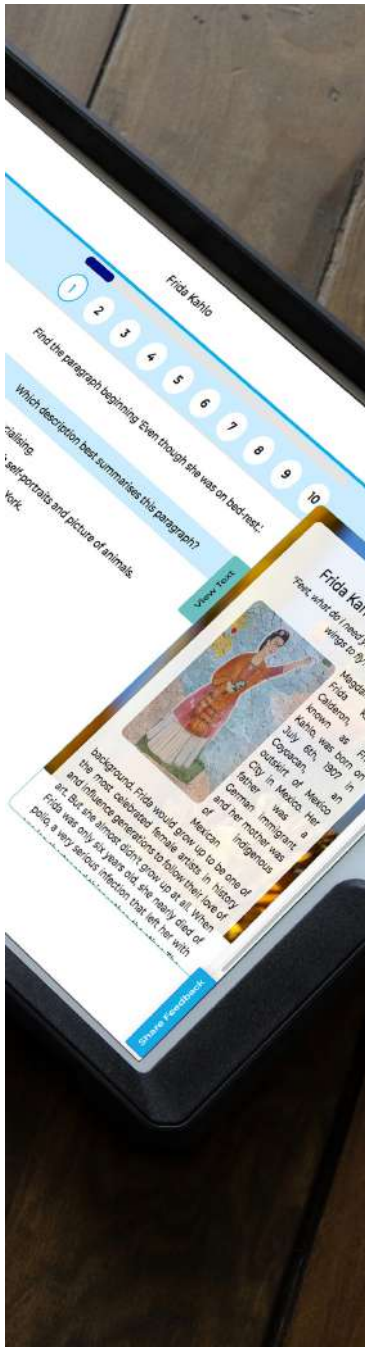 Frida Kahlo
1 2 3 4 5 6 7 8 9 10
Find the paragraph beginning 'Even though she was on bed-rest,'.
Which description best summarises this paragraph?
cialising.
self-portraits and picture of animals.
York.
View Text
Frida Kah
'Feet, what do I need y
wings to fly
Magda
Calderon,
Frida
known as F
Kahlo, was born on
July 6th, 1907 in
Coyoacan, an
outskirt of Mexico
City in Mexico. Her
father was a
German immigrant,
and her mother was
of indigenous
Mexican
background. Frida would grow up to be one of
the most celebrated female artists in history
and influence generations to follow their love of
art. But she almost didn't grow up at all. When
Frida was only six years old, she nearly died of
polio, a very serious infection that left her with
Share Feedback